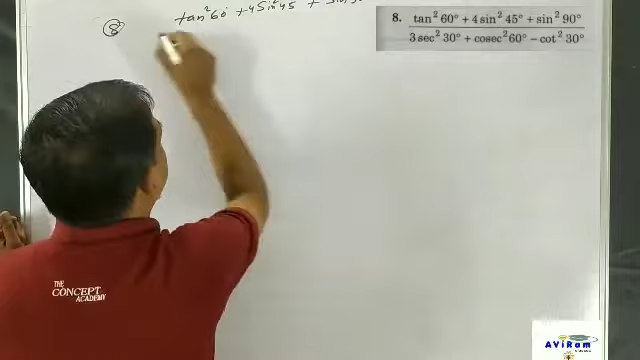 ⑧ tan²60° + 4 Sin²45 +
8. tan² 60° + 4 sin² 45° + sin² 90°
3 sec² 30° + cosec² 60° – cot² 30°
THE
CONCEPT
ACADEMY
AViRam